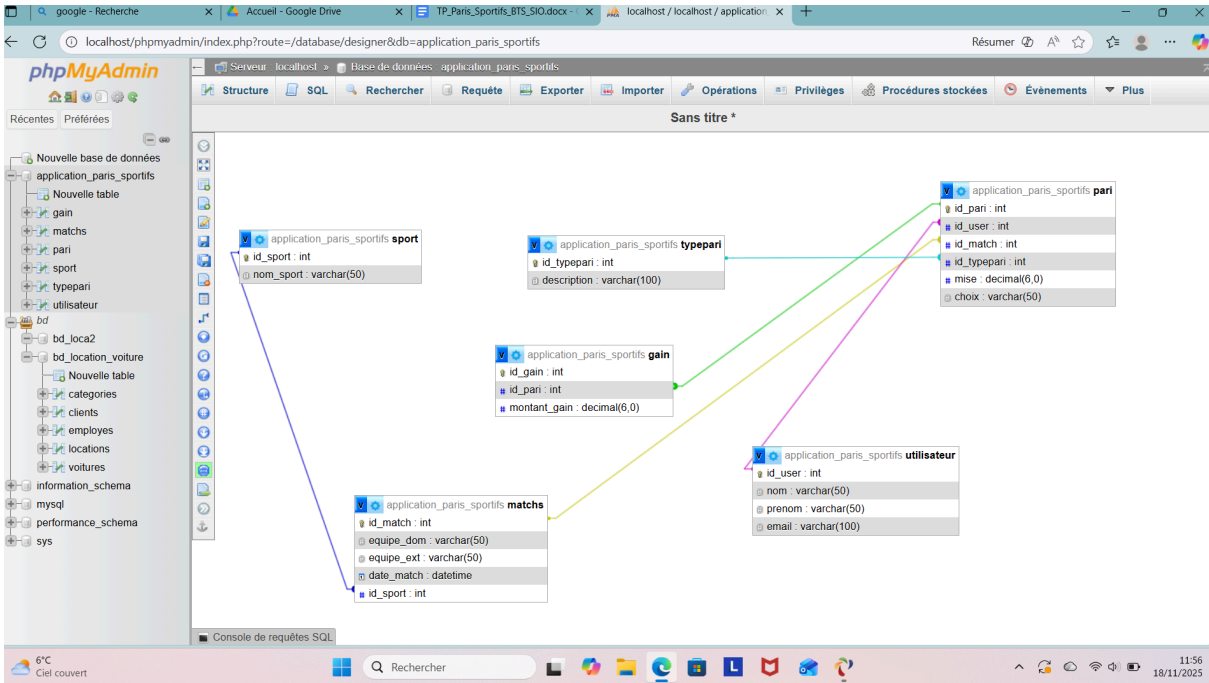 google - Recherche
Accueil - Google Drive
TP_Paris_Sportifs_BTS_SIO.docx -
localhost / localhost / application
localhost/phpmyadmin/index.php?route=/database/designer&db=application_paris_sportifs
Résumer
phpMyAdmin
Récentes Préférées
Nouvelle base de données
application_paris_sportifs
Nouvelle table
gain
matchs
pari
sport
typepari
utilisateur
bd
bd_loca2
bd_location_voiture
Nouvelle table
categories
clients
employes
locations
voitures
information_schema
mysql
performance_schema
sys
Serveur localhost » Base de données application_paris_sportifs
Structure SQL Rechercher Requête Exporter Importer Opérations Privilèges Procédures stockées Évènements Plus
Sans titre *
application_paris_sportifs sport
id_sport : int
nom_sport : varchar(50)
application_paris_sportifs typepari
id_typepari : int
description : varchar(100)
application_paris_sportifs pari
id_pari : int
id_user : int
id_match : int
id_typepari : int
mise : decimal(6,0)
choix : varchar(50)
application_paris_sportifs gain
id_gain : int
id_pari : int
montant_gain : decimal(6,0)
application_paris_sportifs utilisateur
id_user : int
nom : varchar(50)
prenom : varchar(50)
email : varchar(100)
application_paris_sportifs matchs
id_match : int
equipe_dom : varchar(50)
equipe_ext : varchar(50)
date_match : datetime
id_sport : int
Console de requêtes SQL
6°C
Ciel couvert
Rechercher
11:56
18/11/2025